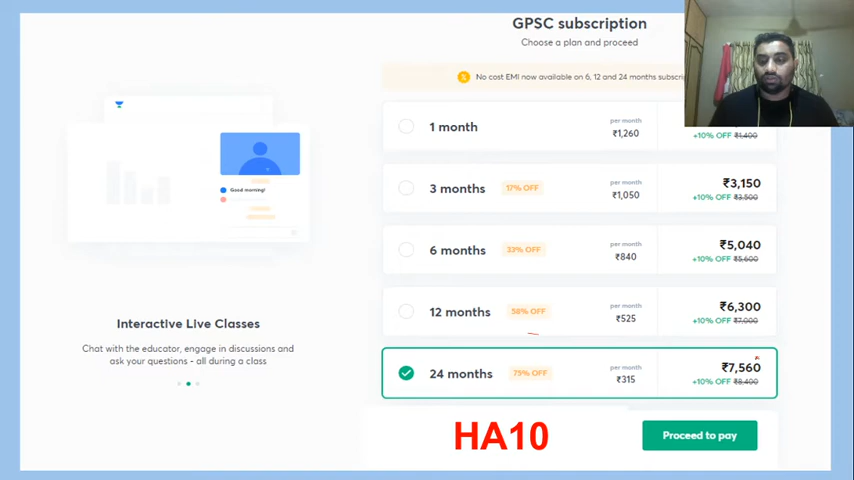 GPSC subscription
Choose a plan and proceed
No cost EMI now available on 6, 12 and 24 months
1 month
per month
₹1,260
+10% OFF ₹1,400
3 months 17% OFF
per month
₹1,050
₹3,150
+10% OFF ₹3,500
6 months 33% OFF
per month
₹840
₹5,040
+10% OFF ₹5,600
12 months 58% OFF
per month
₹525
₹6,300
+10% OFF ₹7,000
24 months 75% OFF
per month
₹315
₹7,560
+10% OFF ₹8,400
HA10
Proceed to pay
Good morning!
Interactive Live Classes
Chat with the educator, engage in discussions and
ask your questions - all during a class